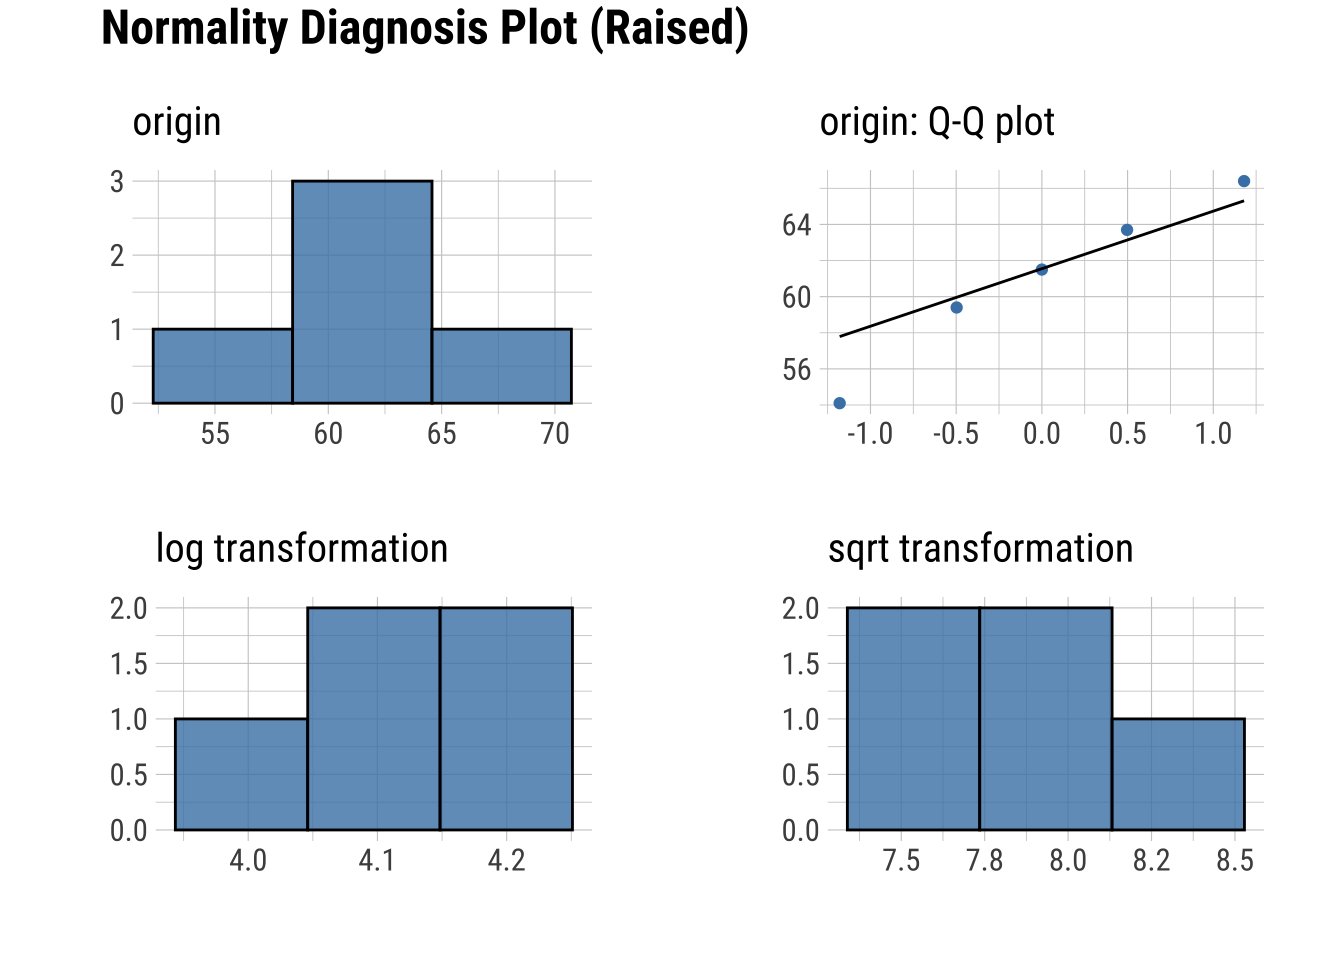 Normality Diagnosis Plot (Raised)
origin
3
2
1
0
55 60 65 70
origin: Q-Q plot
64
60
56
-1.0 -0.5 0.0 0.5 1.0
log transformation
2.0
1.5
1.0
0.5
0.0
4.0 4.1 4.2
sqrt transformation
2.0
1.5
1.0
0.5
0.0
7.5 7.8 8.0 8.2 8.5